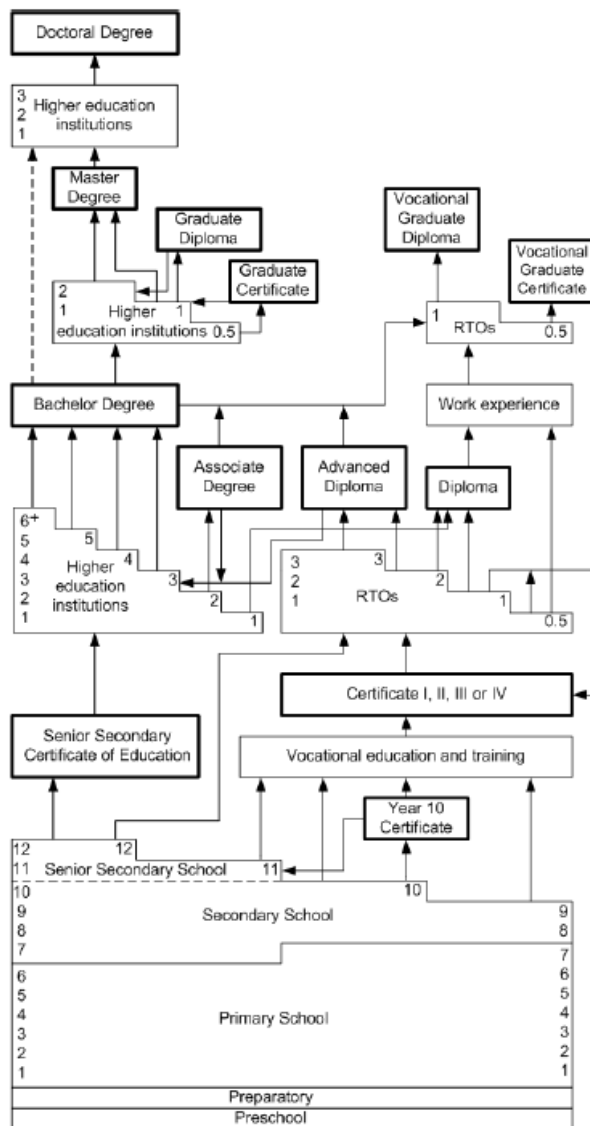 Doctoral Degree
3
2
1
Higher education
institutions
Master
Degree
Graduate
Diploma
Vocational
Graduate
Diploma
Graduate
Certificate
Vocational
Graduate
Certificate
2
1
Higher
education institutions
1
0.5
1
RTOs
0.5
Bachelor Degree
Work experience
Associate
Degree
Advanced
Diploma
Diploma
6+
5
4
3
2
1
Higher
education
institutions
5
4
3
2
1
3
2
1
RTOs
3
2
1
0.5
Certificate I, II, III or IV
Senior Secondary
Certificate of Education
Vocational education and training
Year 10
Certificate
12
11
12
Senior Secondary School
11
10
9
8
7
10
Secondary School
9
8
7
6
5
4
3
2
1
Primary School
6
5
4
3
2
1
Preparatory
Preschool